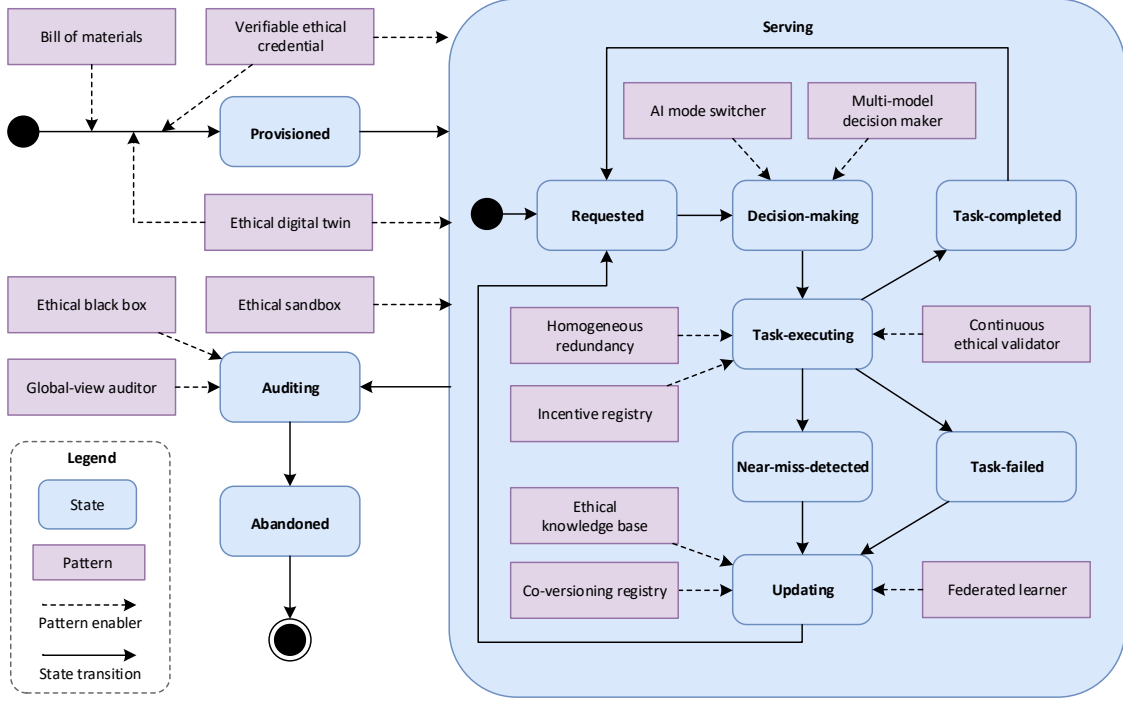 Bill of materials
Verifiable ethical
credential
Serving
AI mode switcher
Multi-model
decision maker
Provisioned
Ethical digital twin
Requested
Decision-making
Task-completed
Ethical black box
Ethical sandbox
Homogeneous
redundancy
Task-executing
Continuous
ethical validator
Global-view auditor
Auditing
Incentive registry
Legend
State
Pattern
Pattern enabler
State transition
Near-miss-detected
Task-failed
Abandoned
Ethical
knowledge base
Co-versioning registry
Updating
Federated learner